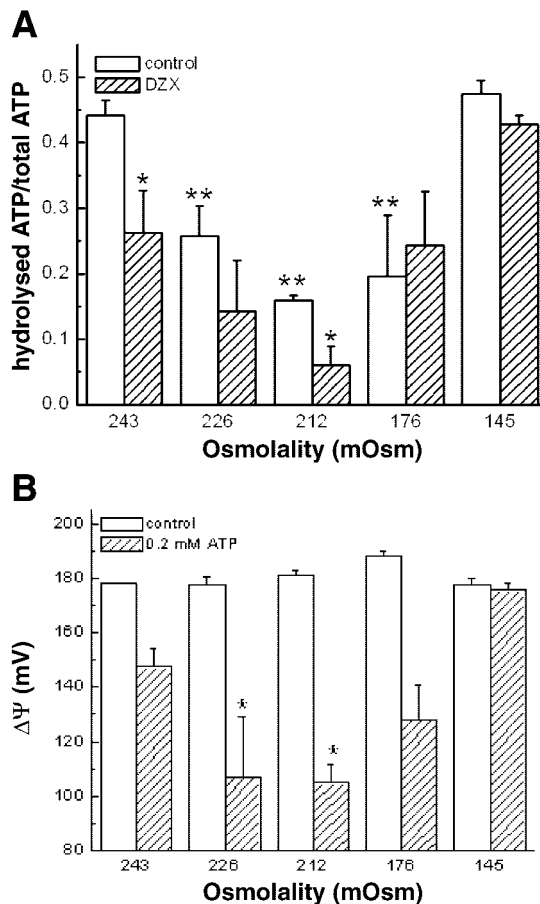 A
control
DZX
hydrolysed ATP/total ATP
0.5
0.4
0.3
0.2
0.1
0.0
*
**
**
*
**
243 226 212 176 145
Osmolality (mOsm)
B
control
0.2 mM ATP
ΔΨ (mV)
200
180
160
140
120
100
80
*
*
243 226 212 176 145
Osmolality (mOsm)